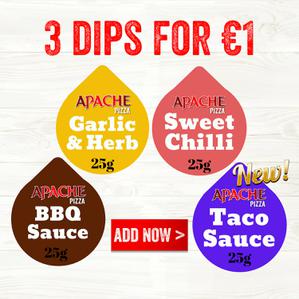 3 DIPS FOR €1
APACHE
PIZZA
Garlic
& Herb
25g
APACHE
PIZZA
Sweet
Chilli
25g
APACHE
PIZZA
BBQ
Sauce
25g
ADD NOW >
New!
APACHE
PIZZA
Taco
Sauce
25g